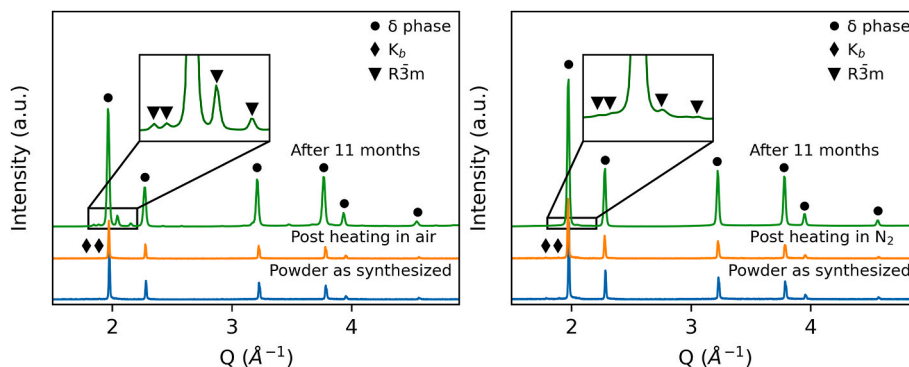 δ phase
K_b
R3̄m
After 11 months
Post heating in air
Powder as synthesized
Intensity (a.u.)
2 3 4
Q (Å⁻¹)
δ phase
K_b
R3̄m
After 11 months
Post heating in N₂
Powder as synthesized
Intensity (a.u.)
2 3 4
Q (Å⁻¹)